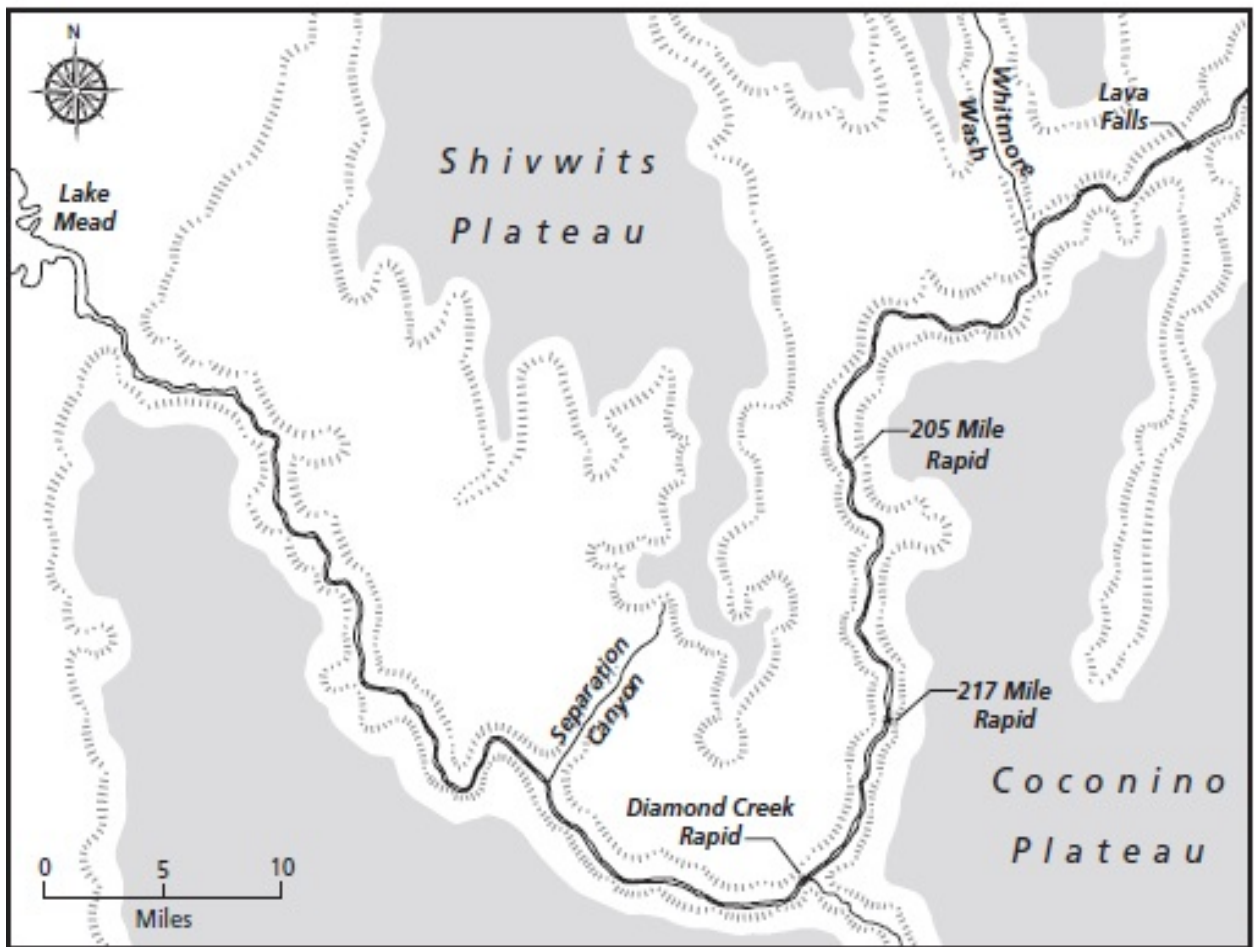 N
Lava
Falls
Whitmore
Wash
Shivwits
Plateau
Lake
Mead
205 Mile
Rapid
Separation
Canyon
217 Mile
Rapid
Coconino
Plateau
Diamond Creek
Rapid
0 5 10
Miles